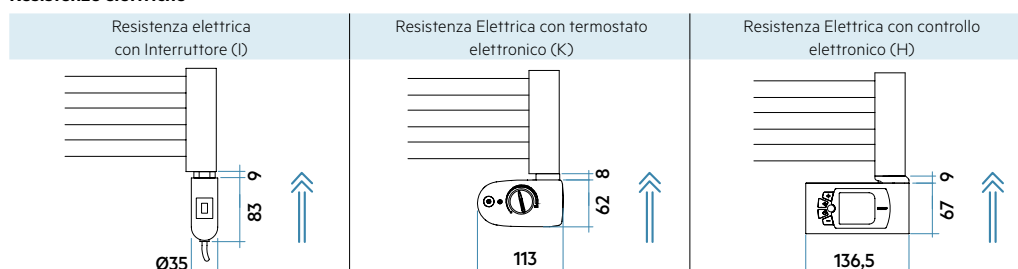 Resistenza elettrica
con Interruttore (I)
9
83
Ø35
Resistenza Elettrica con termostato
elettronico (K)
8
62
113
Resistenza Elettrica con controllo
elettronico (H)
9
67
136,5